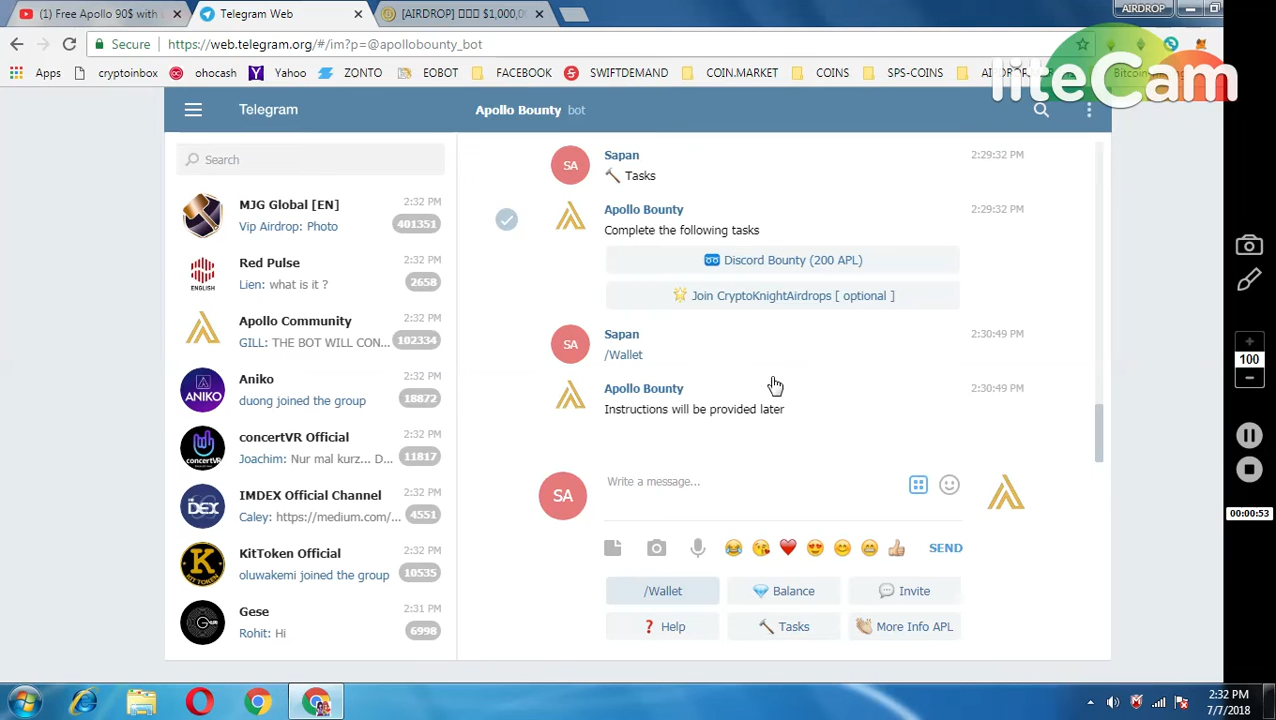 (1) Free Apollo 90$ with
Telegram Web
[AIRDROP] $1,000,0
AIRDROP
Secure
https://web.telegram.org/#/im?p=@apollobounty_bot
Apps
cryptoinbox
ohocash
Yahoo
ZONTO
EOBOT
FACEBOOK
SWIFTDEMAND
COIN.MARKET
COINS
SPS-COINS
liteCam
Telegram
Apollo Bounty bot
Search
MJG Global [EN]
2:32 PM
Vip Airdrop: Photo
401351
Red Pulse
2:32 PM
ENGLISH
Lien: what is it ?
2658
Apollo Community
2:32 PM
GILL: THE BOT WILL CON...
102334
Aniko
2:32 PM
ANIKO
duong joined the group
18872
concertVR Official
2:32 PM
concertVR
Joachim: Nur mal kurz... D...
11817
IMDEX Official Channel
2:32 PM
DEX
Caley: https://medium.com/...
4551
KitToken Official
2:32 PM
oluwakemi joined the group
10535
Gese
2:31 PM
Rohit: Hi
6998
SA
Sapan
2:29:32 PM
Tasks
Apollo Bounty
2:29:32 PM
Complete the following tasks
Discord Bounty (200 APL)
Join CryptoKnightAirdrops [ optional ]
SA
Sapan
2:30:49 PM
/Wallet
Apollo Bounty
2:30:49 PM
Instructions will be provided later
SA
Write a message...
SEND
/Wallet
Balance
Invite
Help
Tasks
More Info APL
100
00:00:53
2:32 PM
7/7/2018